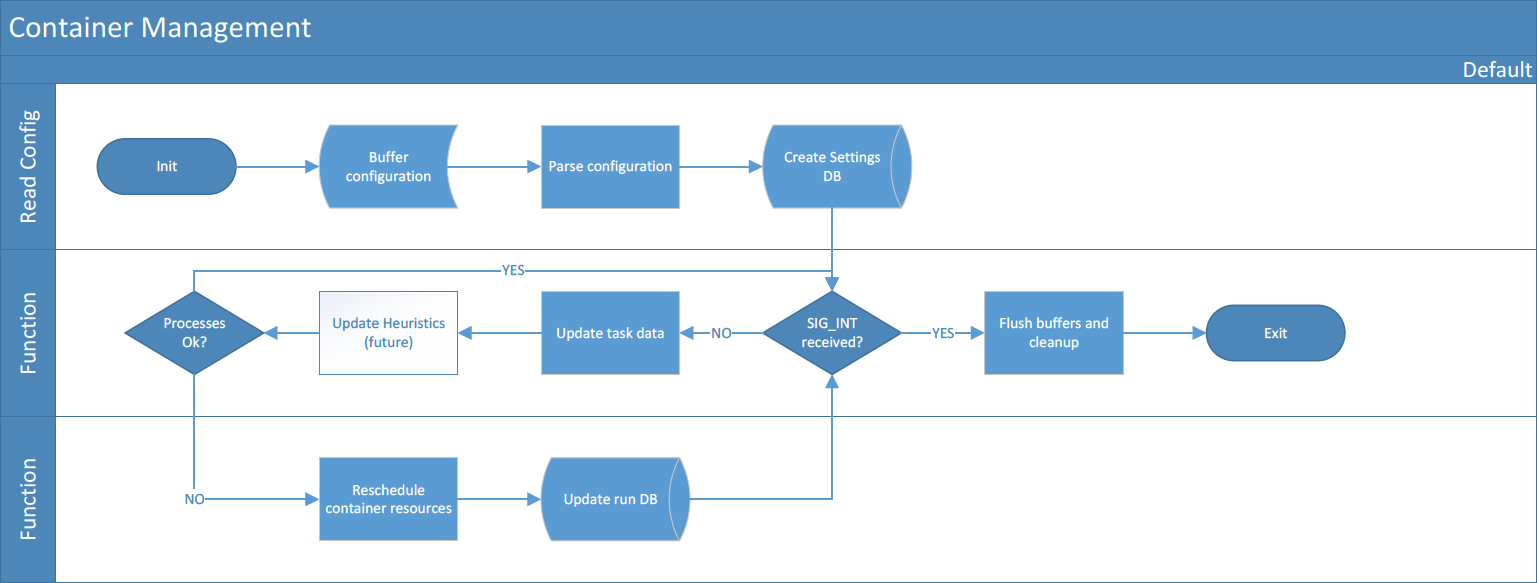 Container Management
Default
Read Config
Init
Buffer
configuration
Parse configuration
Create Settings
DB
Function
YES
Processes
Ok?
Update Heuristics
(future)
Update task data
NO
SIG_INT
received?
YES
Flush buffers and
cleanup
Exit
Function
NO
Reschedule
container resources
Update run DB